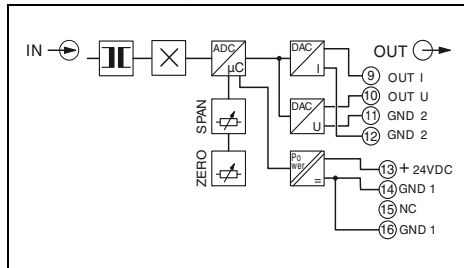 IN
OUT
ADC
µC
DAC
I
DAC
U
SPAN
ZERO
Po
wer
=
9 OUT I
10 OUT U
11 GND 2
12 GND 2
13 + 24VDC
14 GND 1
15 NC
16 GND 1